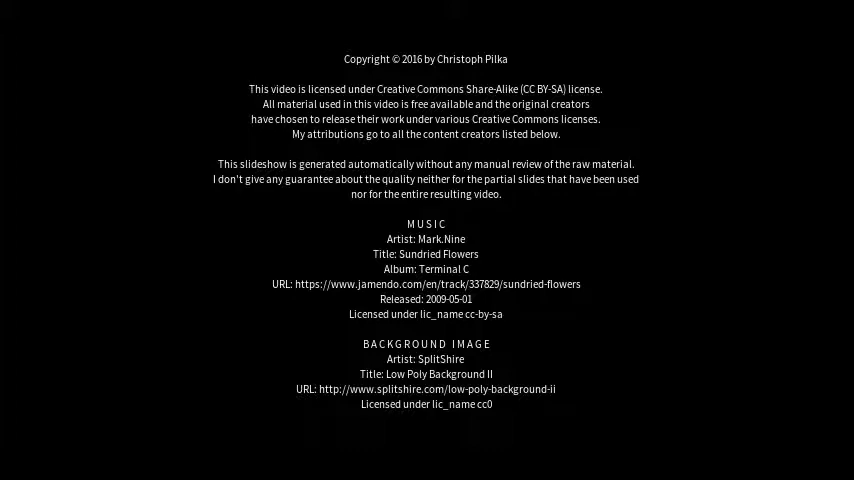 Copyright © 2016 by Christoph Pilka
This video is licensed under Creative Commons Share-Alike (CC BY-SA) license.
All material used in this video is free available and the original creators
have chosen to release their work under various Creative Commons licenses.
My attributions go to all the content creators listed below.
This slideshow is generated automatically without any manual review of the raw material.
I don't give any guarantee about the quality neither for the partial slides that have been used
nor for the entire resulting video.
M U S I C
Artist: Mark.Nine
Title: Sundried Flowers
Album: Terminal C
URL: https://www.jamendo.com/en/track/337829/sundried-flowers
Released: 2009-05-01
Licensed under lic_name cc-by-sa
B A C K G R O U N D   I M A G E
Artist: SplitShire
Title: Low Poly Background II
URL: http://www.splitshire.com/low-poly-background-ii
Licensed under lic_name cc0